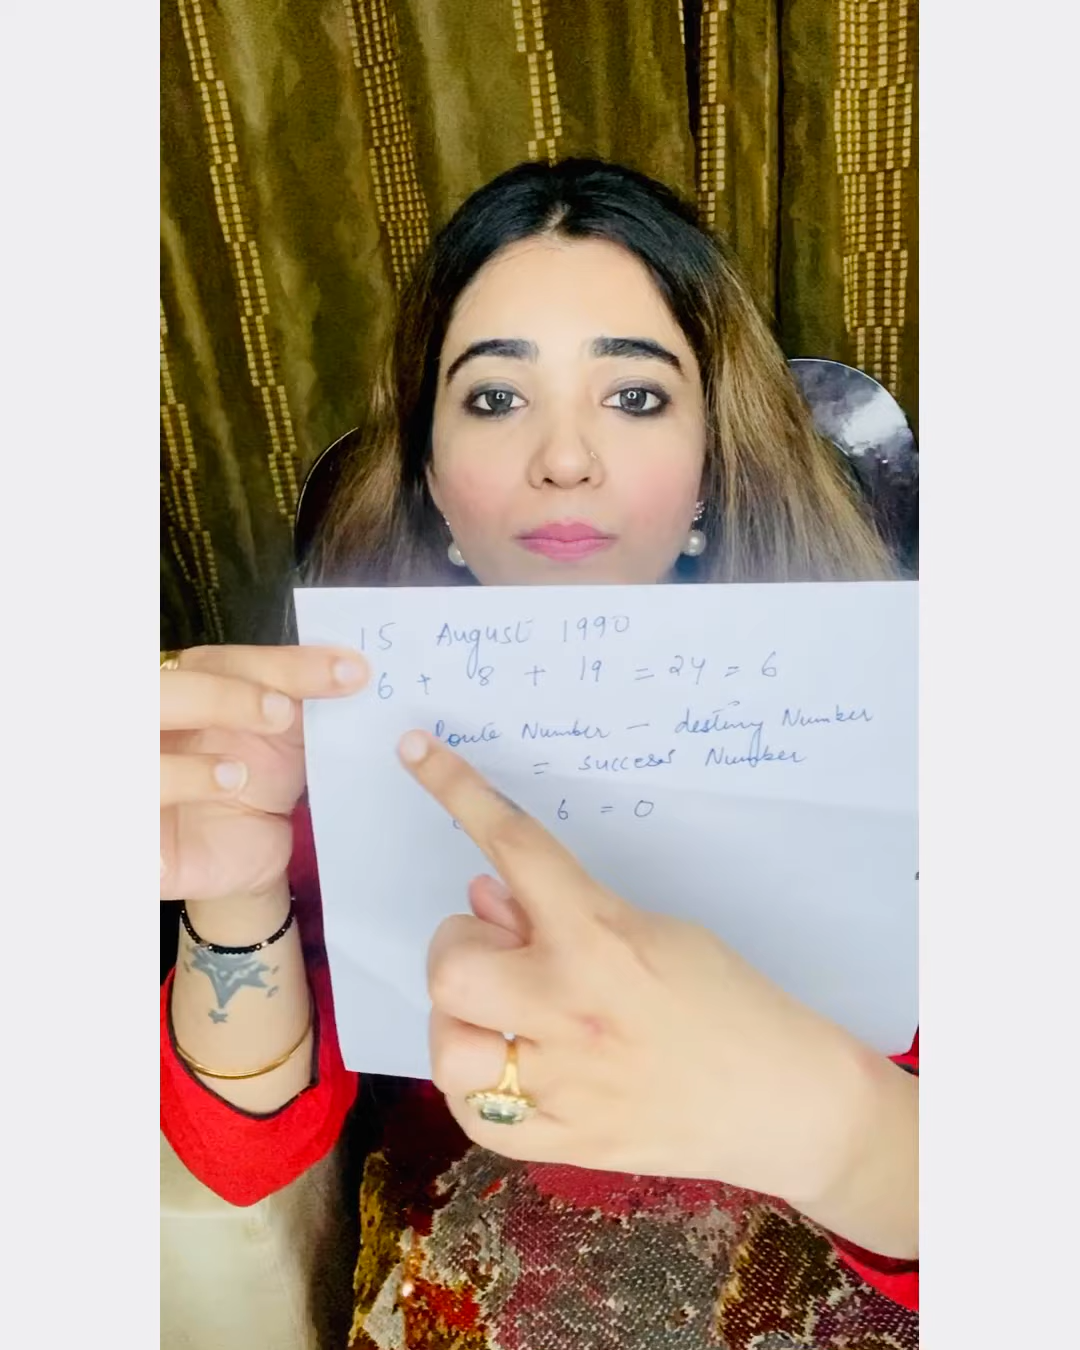 15 August 1990
6 + 8 + 19 = 24 = 6
Route Number - destiny Number
= success Number
6 = 0